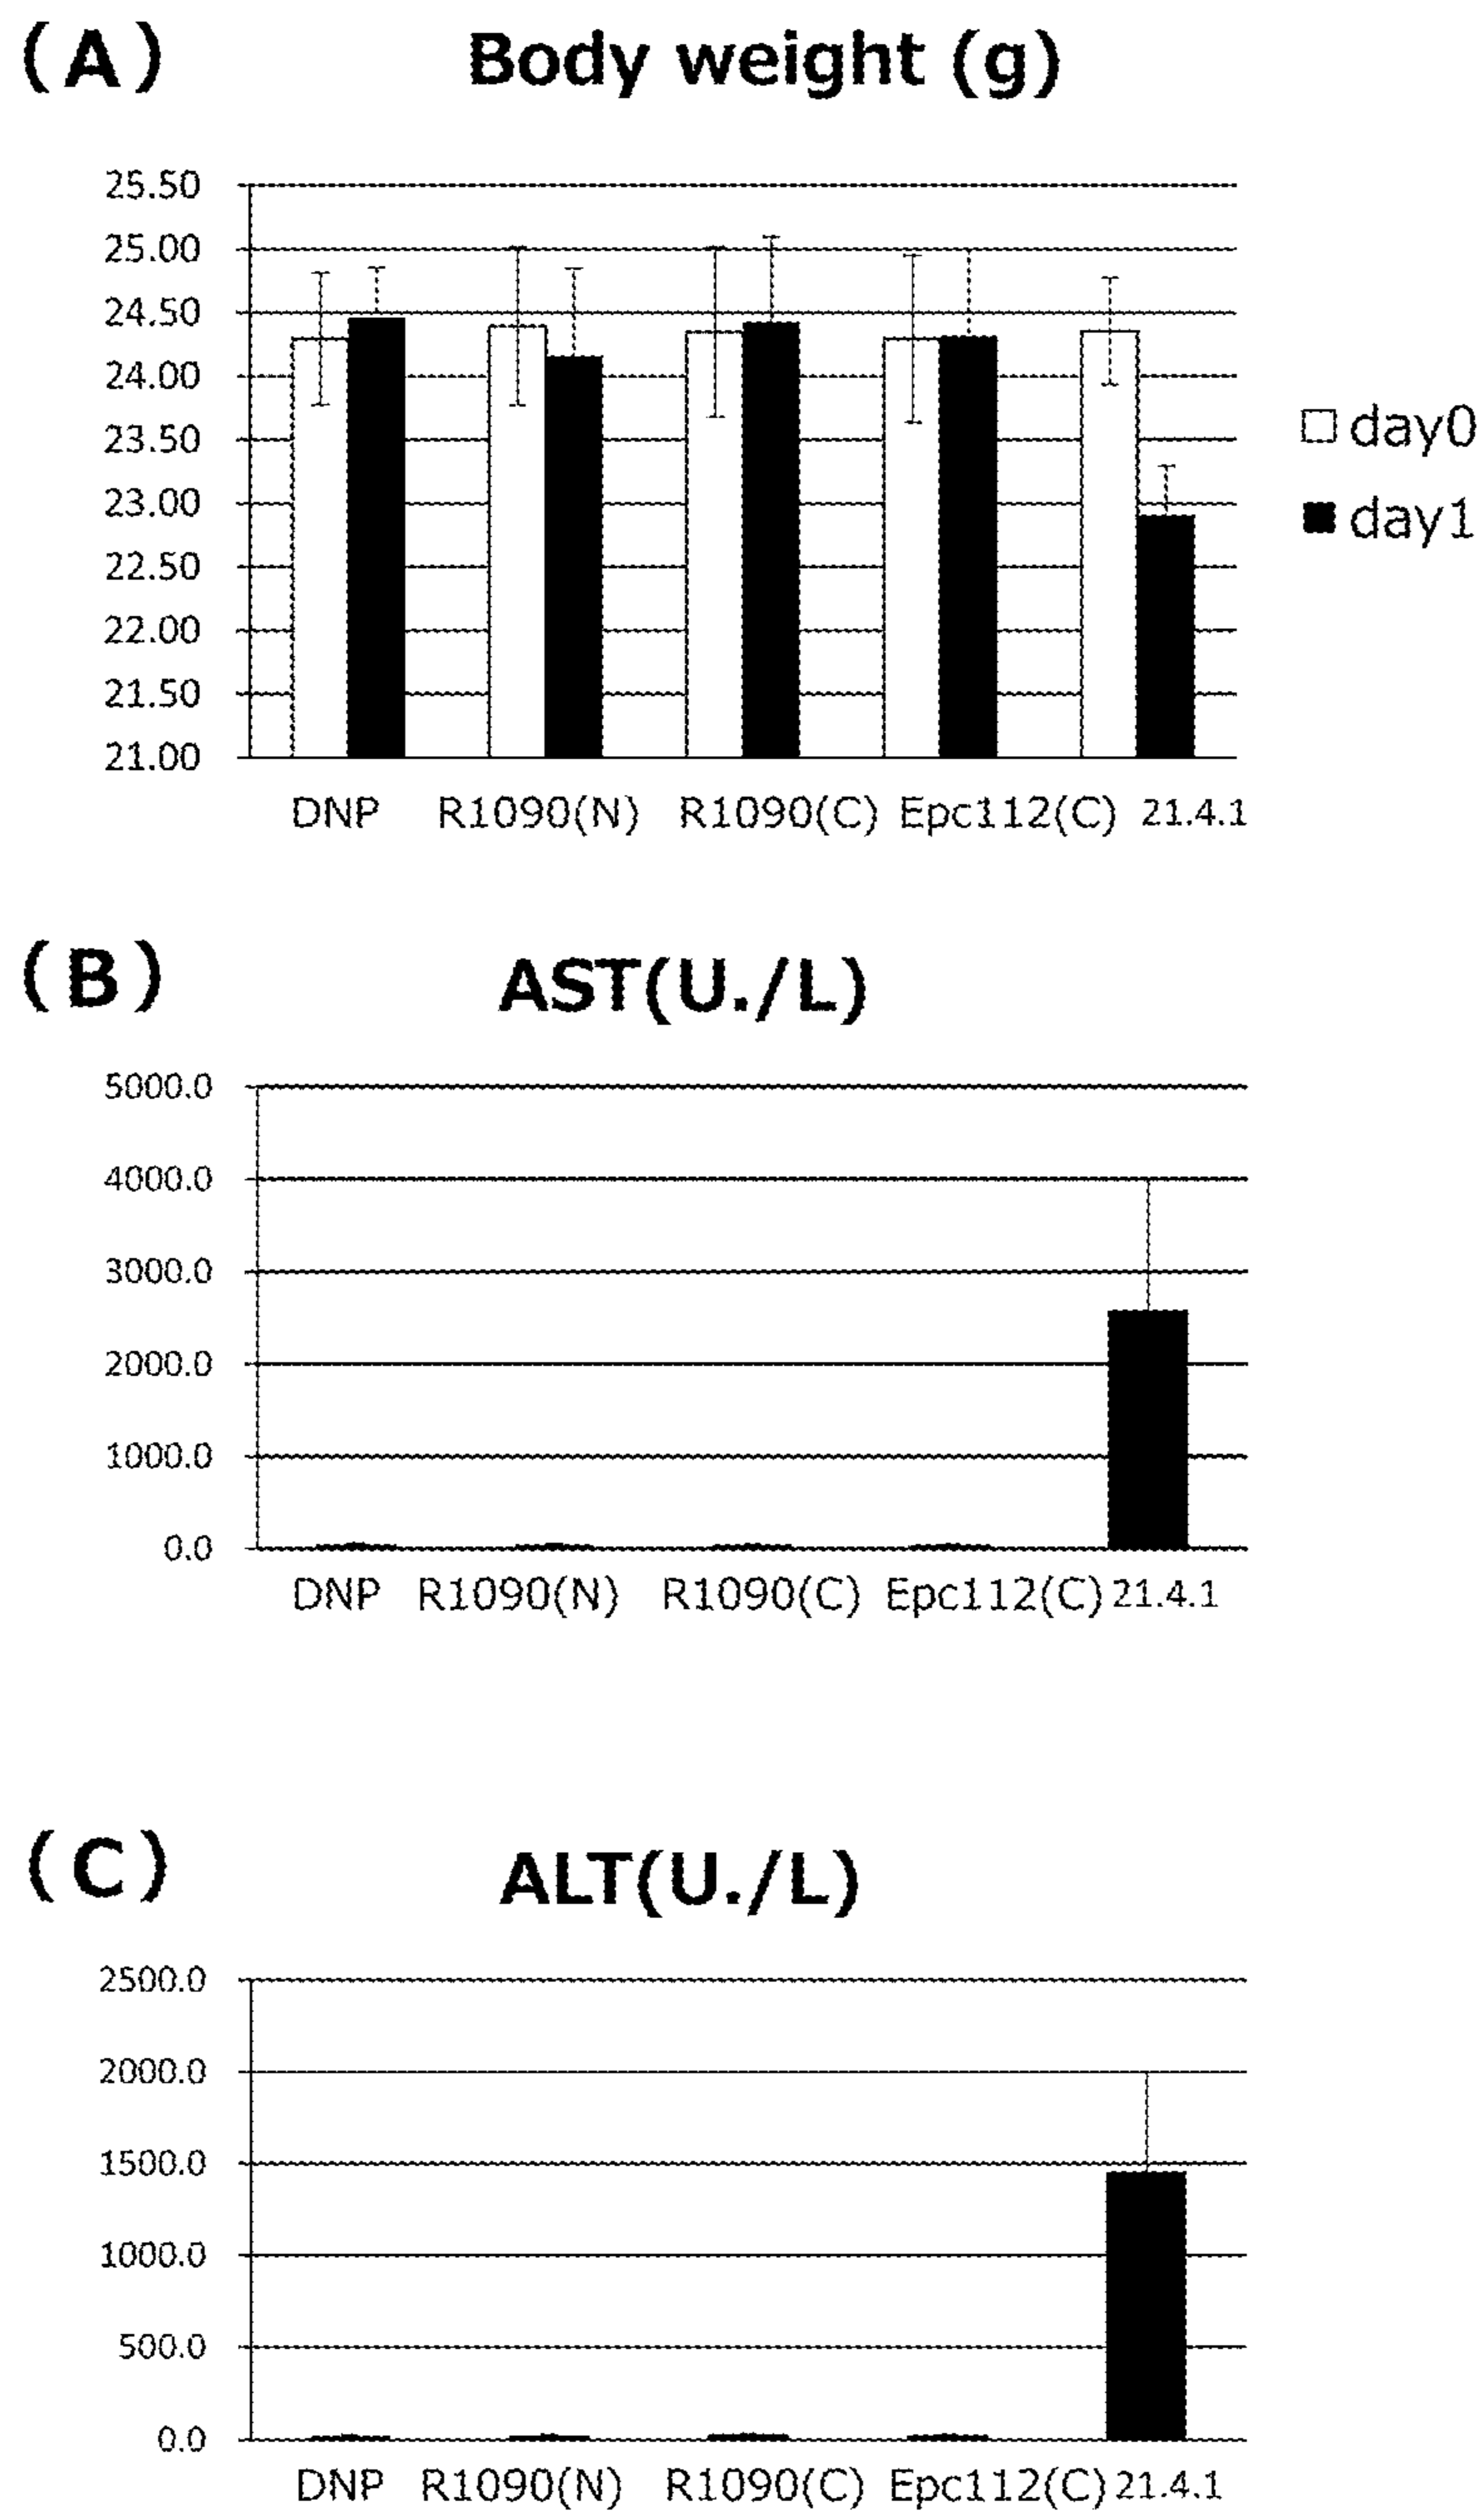 (A) Body weight (g)
25.50
25.00
24.50
24.00
23.50
23.00
22.50
22.00
21.50
21.00
DNP R1090(N) R1090(C) Epc112(C) 21.4.1
day0
day1
(B) AST(U./L)
5000.0
4000.0
3000.0
2000.0
1000.0
0.0
DNP R1090(N) R1090(C) Epc112(C) 21.4.1
(C) ALT(U./L)
2500.0
2000.0
1500.0
1000.0
500.0
0.0
DNP R1090(N) R1090(C) Epc112(C) 21.4.1